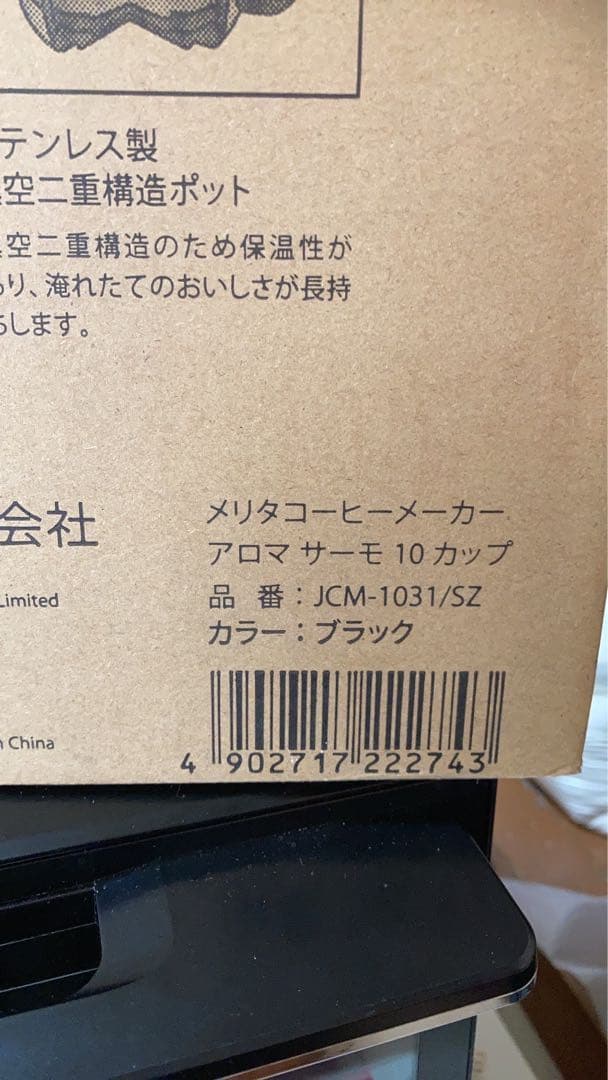 テンレス製
空二重構造ポット
空二重構造のため保温性が
り、淹れたてのおいしさが長持
します。
会社
Limited
China
メリタコーヒーメーカー
アロマ サーモ 10 カップ
品 番：JCM-1031/SZ
カラー：ブラック
4 902717 222743